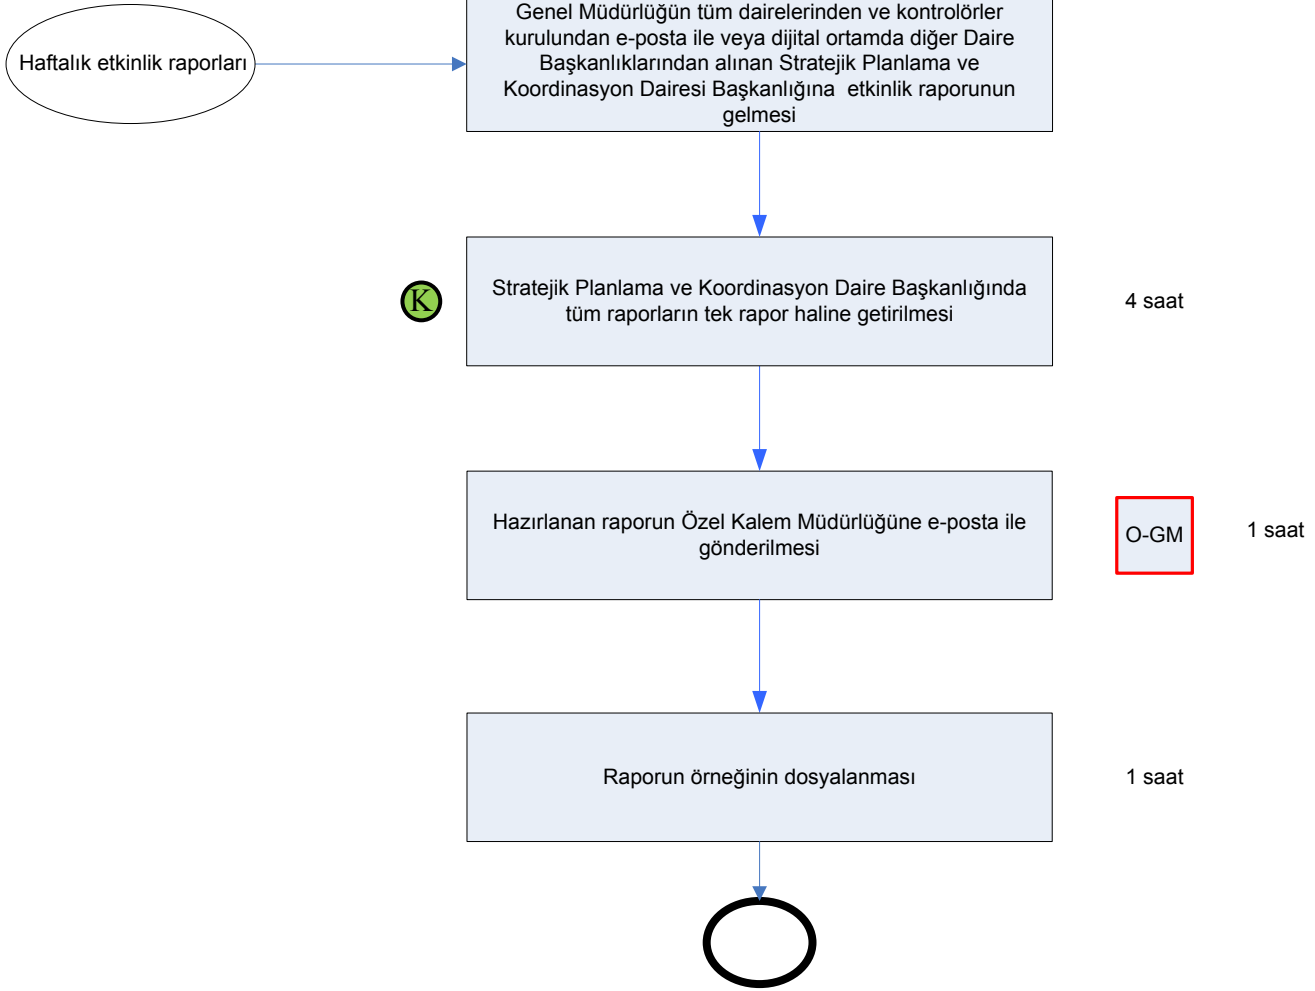 Genel Müdürlüğün tüm dairelerinden ve kontrolörler
kurulundan e-posta ile veya dijital ortamda diğer Daire
Başkanlıklarından alınan Stratejik Planlama ve
Koordinasyon Dairesi Başkanlığına  etkinlik raporunun
gelmesi
Haftalık etkinlik raporları
K
Stratejik Planlama ve Koordinasyon Daire Başkanlığında
tüm raporların tek rapor haline getirilmesi
4 saat
Hazırlanan raporun Özel Kalem Müdürlüğüne e-posta ile
gönderilmesi
O-GM
1 saat
Raporun örneğinin dosyalanması
1 saat